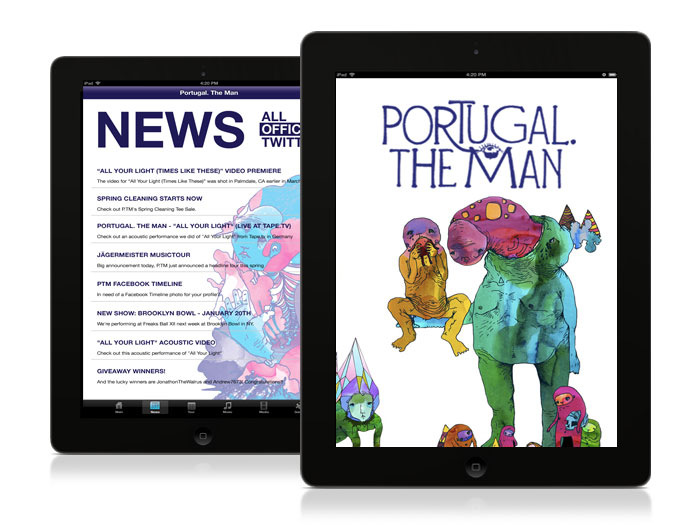 iPad
4:20 PM
Portugal. The Man
NEWS
ALL
OFFIC
TWITT
"ALL YOUR LIGHT (TIMES LIKE THESE)" VIDEO PREMIERE
The video for "All Your Light (Times Like These)" was shot in Palmdale, CA earlier in March
SPRING CLEANING STARTS NOW
Check out P.TM's Spring Cleaning Tee Sale.
PORTUGAL. THE MAN - "ALL YOUR LIGHT" (LIVE AT TAPE.TV)
Check out an acoustic performance we did of "All Your Light" from Tape.tv in Germany
JÄGERMEISTER MUSICTOUR
Big announcement today, P.TM just announced a headline tour this spring
PTM FACEBOOK TIMELINE
In need of a Facebook Timeline photo for your profile?
NEW SHOW: BROOKLYN BOWL - JANUARY 20TH
We're performing at Freaks Ball XII next week at Brooklyn Bowl in NY.
"ALL YOUR LIGHT" ACOUSTIC VIDEO
Check out this acoustic performance of "All Your Light"
GIVEAWAY WINNERS!
And the lucky winners are JonathonTheWalrus and Andrew7673! Congratulations!!
Main
News
Tour
Music
Media
iPad
4:20 PM
PORTUGAL.
THE MAN